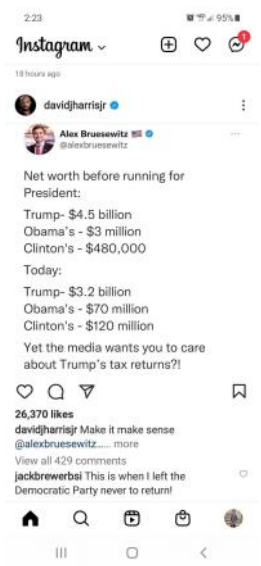 2:23
95%
Instagram
1
18 hours ago
davidjharrisjr
Alex Bruesewitz
@alexbruesewitz
Net worth before running for
President:
Trump- $4.5 billion
Obama's - $3 million
Clinton's - $480,000
Today:
Trump- $3.2 billion
Obama's - $70 million
Clinton's - $120 million
Yet the media wants you to care
about Trump's tax returns?!
26,370 likes
davidjharrisjr Make it make sense
@alexbruesewitz..... more
View all 429 comments
jackbrewerbsi This is when I left the
Democratic Party never to return!